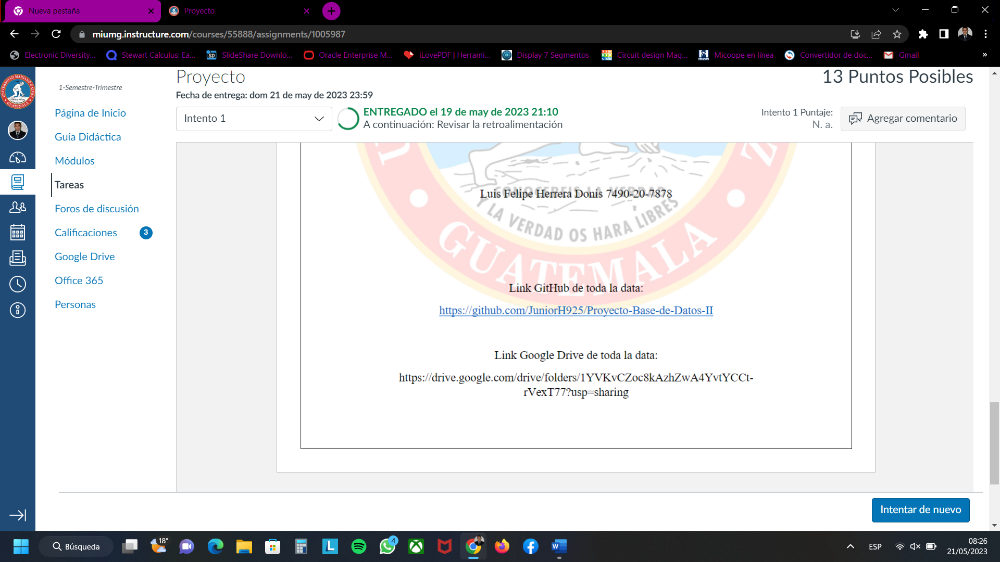 Nueva pestaña
Proyecto
miumg.instructure.com/courses/55888/assignments/1005987
Electronic Diversity...
Stewart Calculus: Ea...
SlideShare Downlo...
Oracle Enterprise M...
iLovePDF | Herrami...
Display 7 Segmentos
Circuit design Mag...
Micoope en línea
Convertidor de doc...
Gmail
»
UNIVERSIDAD MARIANO GALVEZ
GUATEMALA
1-Semestre-Trimestre
Página de Inicio
Guía Didáctica
Módulos
Tareas
Foros de discusión
Calificaciones
3
Google Drive
Office 365
Personas
Proyecto
13 Puntos Posibles
Fecha de entrega: dom 21 de may de 2023 23:59
Intento 1
ENTREGADO el 19 de may de 2023 21:10
A continuación: Revisar la retroalimentación
Intento 1 Puntaje:
N. a.
Agregar comentario
U
Z
CONOCEREIS LA VERDAD
Luis Felipe Herrera Donis 7490-20-7878
Y LA VERDAD OS HARA LIBRES
GUATEMALA
Link GitHub de toda la data:
https://github.com/JuniorH925/Proyecto-Base-de-Datos-II
Link Google Drive de toda la data:
https://drive.google.com/drive/folders/1YVKvCZoc8kAzhZwA4YvtYCCt-
rVexT77?usp=sharing
Intentar de nuevo
Búsqueda
18°
4
ESP
08:26
21/05/2023